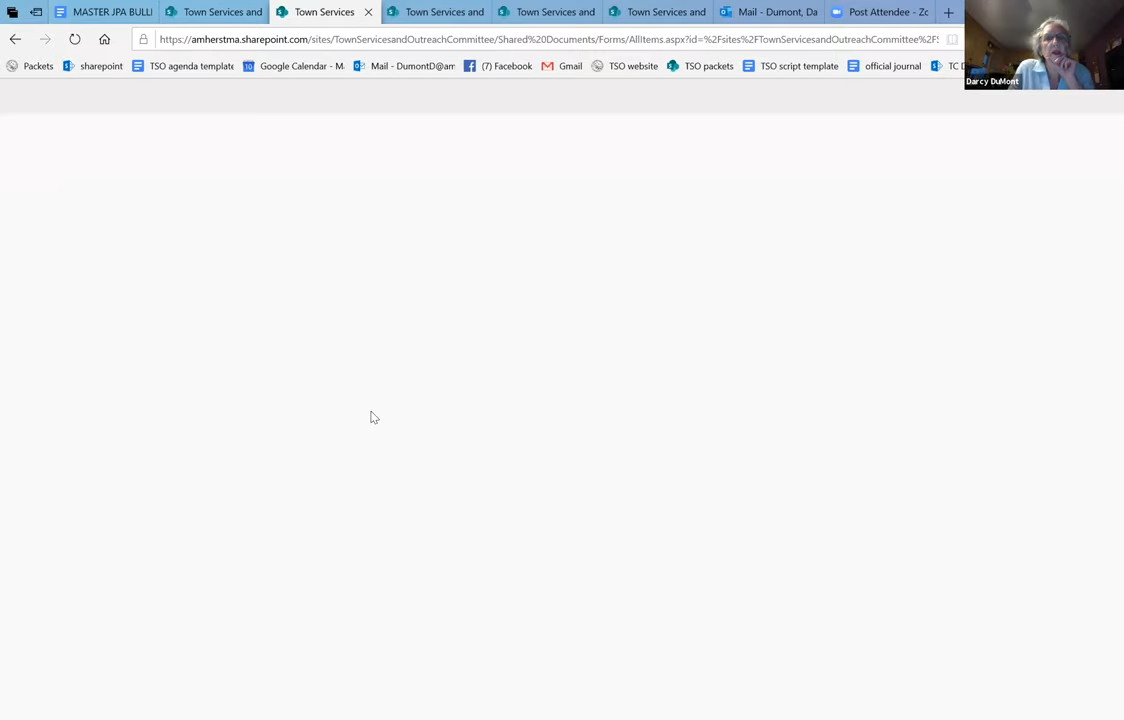 MASTER JPA BULLI
Town Services and
Town Services
Town Services and
Town Services and
Town Services and
Mail - Dumont, Da
Post Attendee - Zc
https://amherstma.sharepoint.com/sites/TownServicesandOutreachCommittee/Shared%20Documents/Forms/AllItems.aspx?id=%2Fsites%2FTownServicesandOutreachCommittee%2FS
Packets
sharepoint
TSO agenda template
Google Calendar - M
Mail - DumontD@am
(7) Facebook
Gmail
TSO website
TSO packets
TSO script template
official journal
TC D
Darcy DuMont